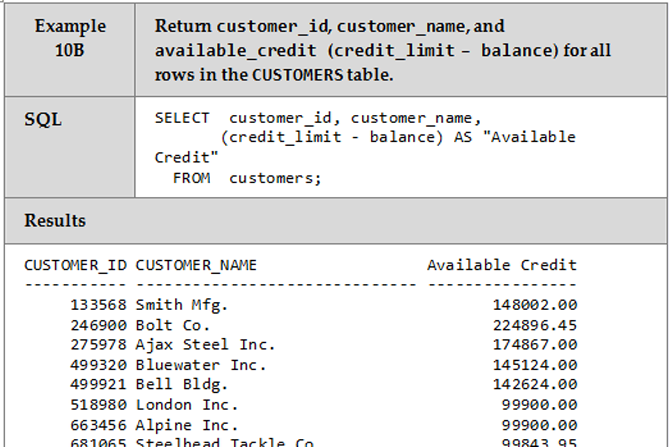 Example
10B
Return customer_id, customer_name, and
available_credit (credit_limit – balance) for all
rows in the CUSTOMERS table.
SQL
SELECT customer_id, customer_name,
(credit_limit - balance) AS "Available
Credit"
FROM customers;
Results
CUSTOMER_ID CUSTOMER_NAME Available Credit
----------- ------------------------------ ----------------
133568 Smith Mfg. 148002.00
246900 Bolt Co. 224896.45
275978 Ajax Steel Inc. 174867.00
499320 Bluewater Inc. 145124.00
499921 Bell Bldg. 142624.00
518980 London Inc. 99900.00
663456 Alpine Inc. 99900.00
681065 Steelhead Tackle Co. 99843.95